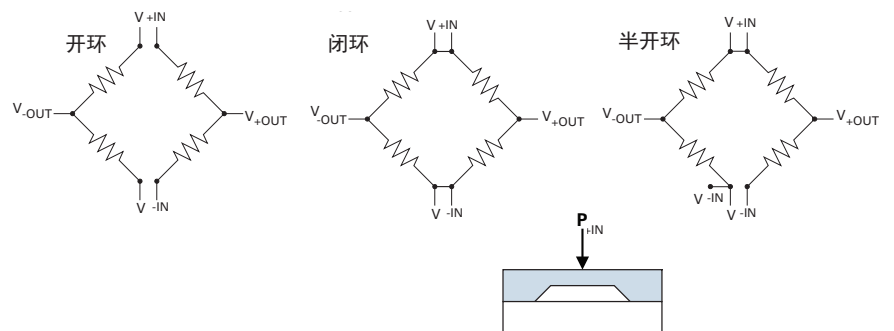 开环
V +IN
V-OUT
V+OUT
V -IN
闭环
V +IN
V-OUT
V+OUT
V -IN
半开环
V +IN
V-OUT
V+OUT
V -IN
V -IN
P
+IN